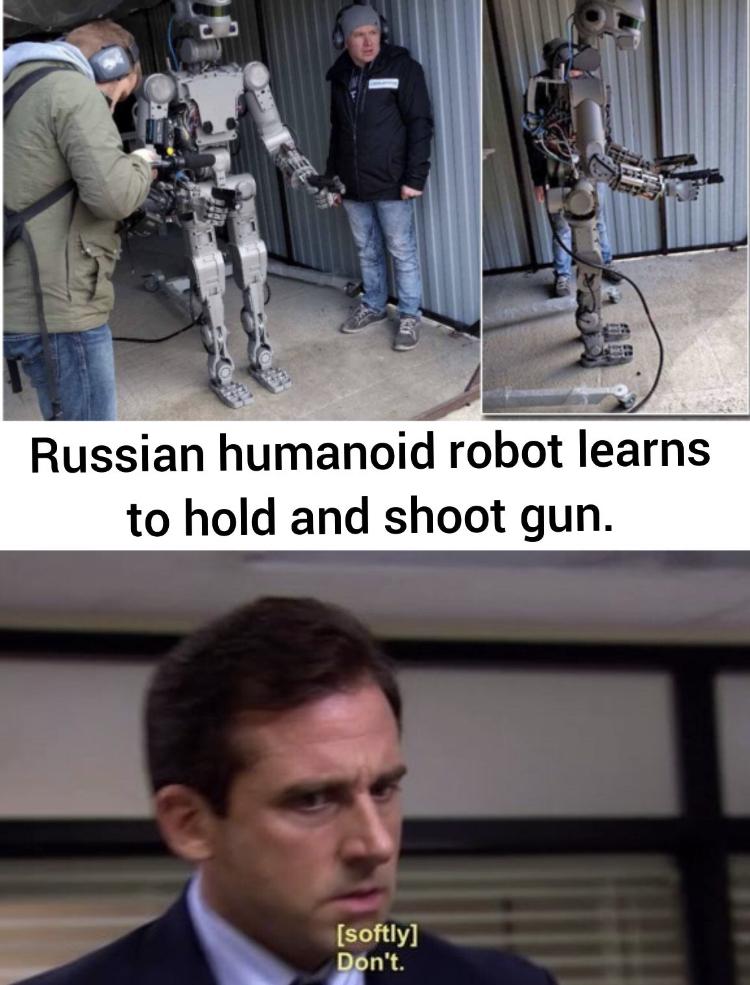 Russian humanoid robot learns
to hold and shoot gun.
[softly]
Don't.